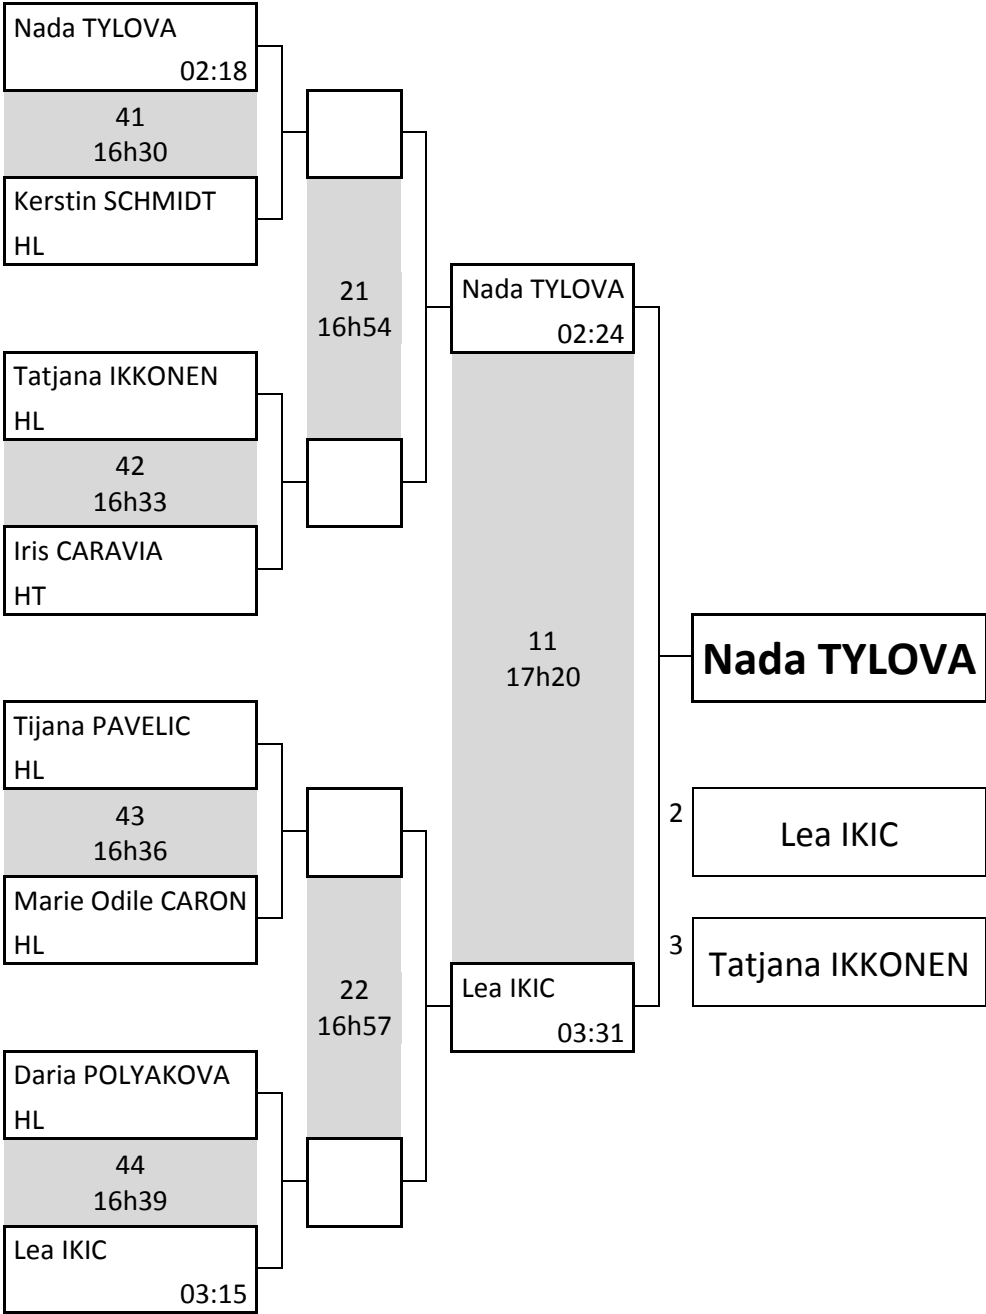 Nada TYLOVA
02:18
41
16h30
Kerstin SCHMIDT
HL
Tatjana IKKONEN
HL
42
16h33
Iris CARAVIA
HT
Tijana PAVELIC
HL
43
16h36
Marie Odile CARON
HL
Daria POLYAKOVA
HL
44
16h39
Lea IKIC
03:15
21
16h54
22
16h57
Nada TYLOVA
02:24
11
17h20
Lea IKIC
03:31
Nada TYLOVA
2
Lea IKIC
3
Tatjana IKKONEN